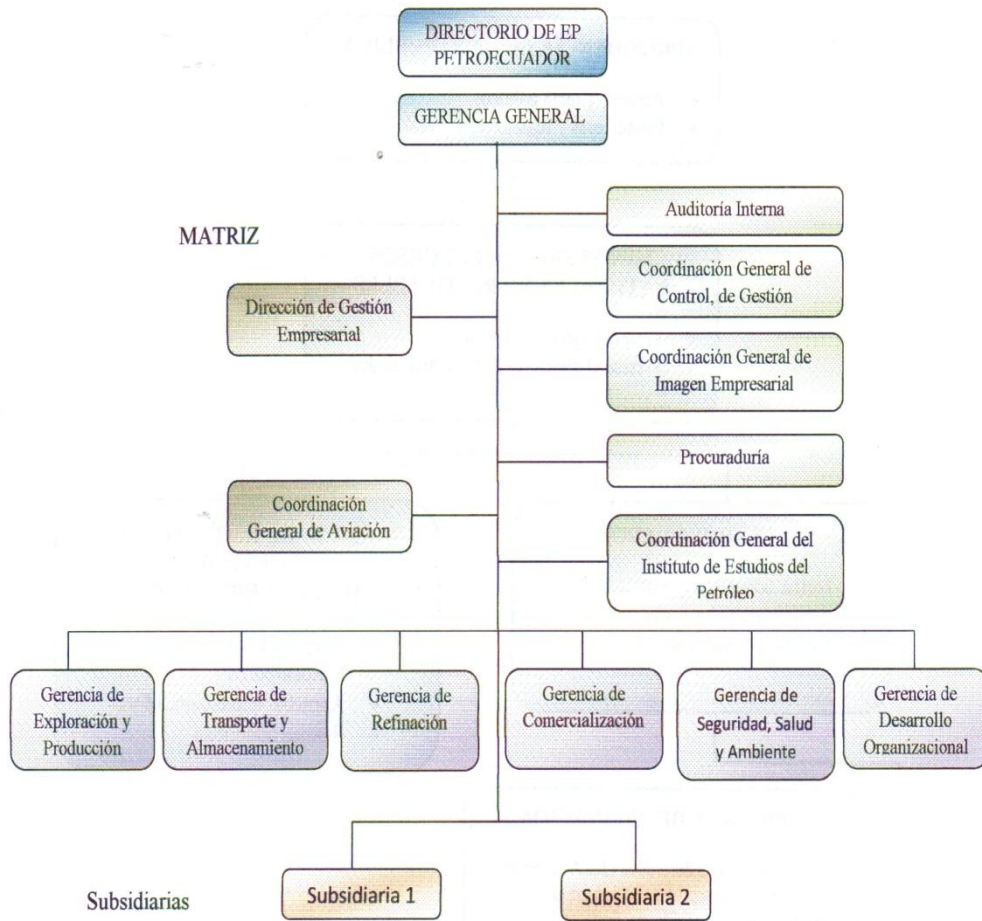 DIRECTORIO DE EP
PETROECUADOR
GERENCIA GENERAL
Auditoría Interna
MATRIZ
Coordinación General de
Control, de Gestión
Dirección de Gestión
Empresarial
Coordinación General de
Imagen Empresarial
Procuraduría
Coordinación
General de Aviación
Coordinación General del
Instituto de Estudios del
Petróleo
Gerencia de
Exploración y
Producción
Gerencia de
Transporte y
Almacenamiento
Gerencia de
Refinación
Gerencia de
Comercialización
Gerencia de
Seguridad, Salud
y Ambiente
Gerencia de
Desarrollo
Organizacional
Subsidiarias
Subsidiaria 1
Subsidiaria 2